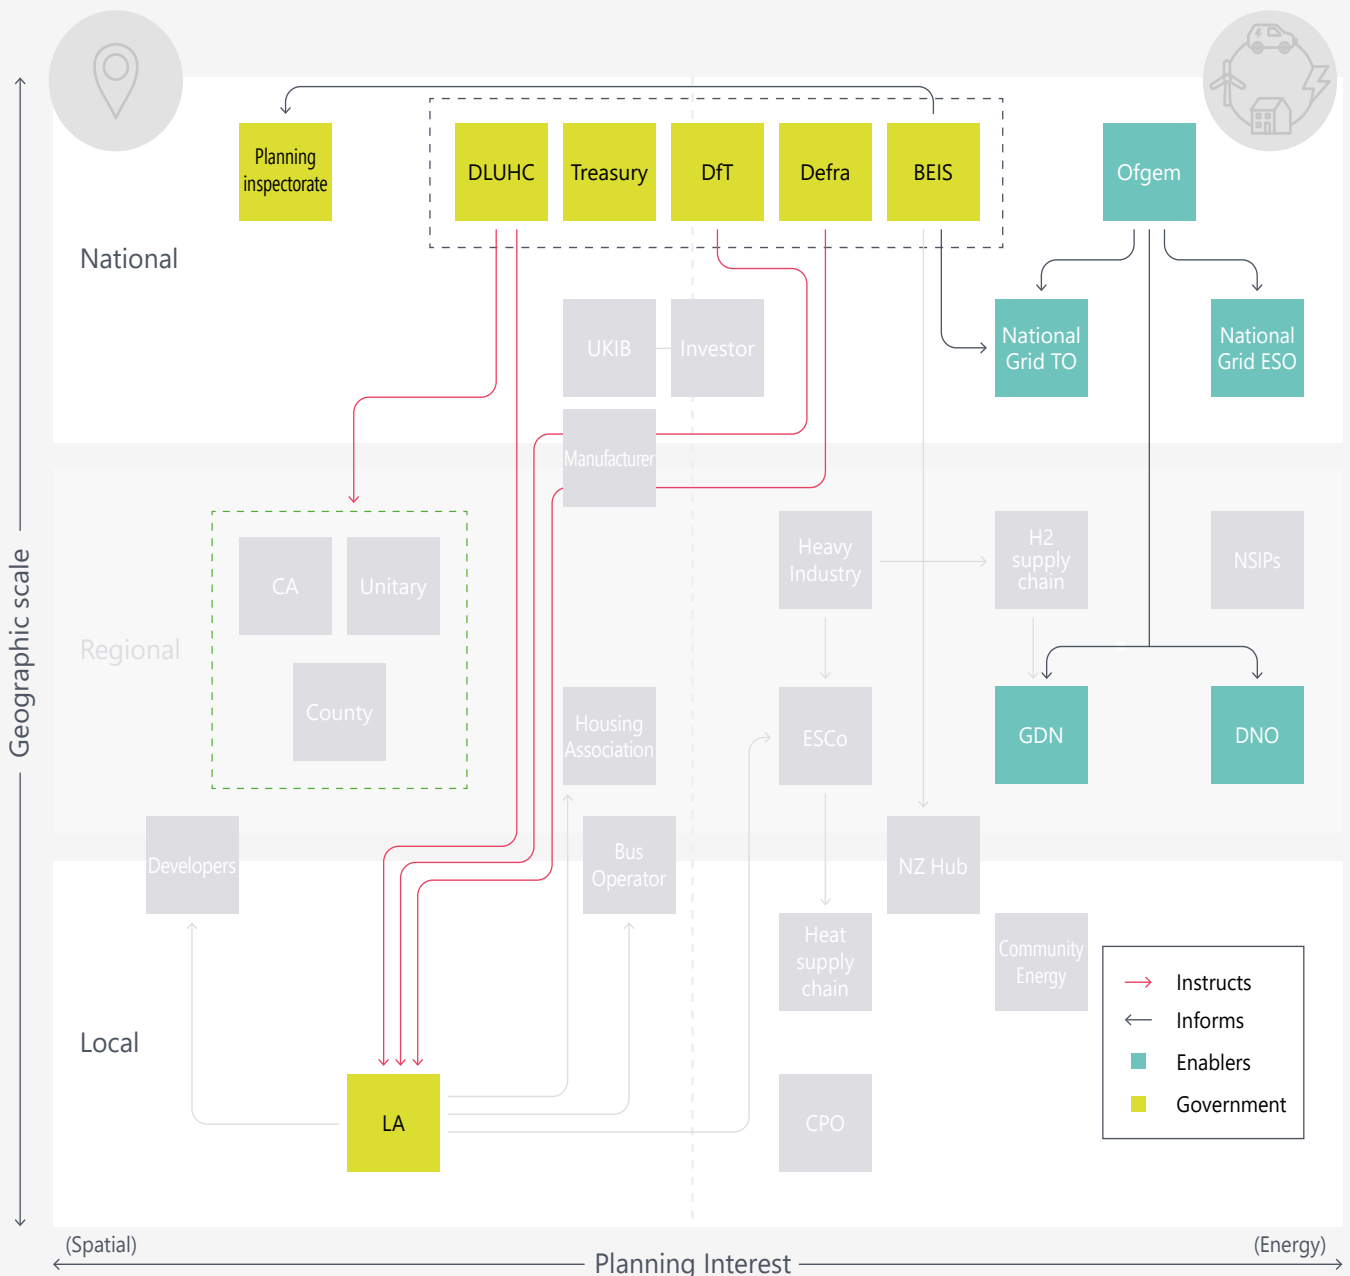 Planning
inspectorate
DLUHC
Treasury
DfT
Defra
BEIS
Ofgem
National
UKIB
Investor
National
Grid TO
National
Grid ESO
Manufacturer
Geographic scale
Regional
CA
Unitary
County
Heavy
Industry
H2
supply
chain
NSIPs
Housing
Association
ESCo
GDN
DNO
Developers
Bus
Operator
NZ Hub
Heat
supply
chain
Community
Energy
Local
LA
CPO
Instructs
Informs
Enablers
Government
(Spatial)
Planning Interest
(Energy)